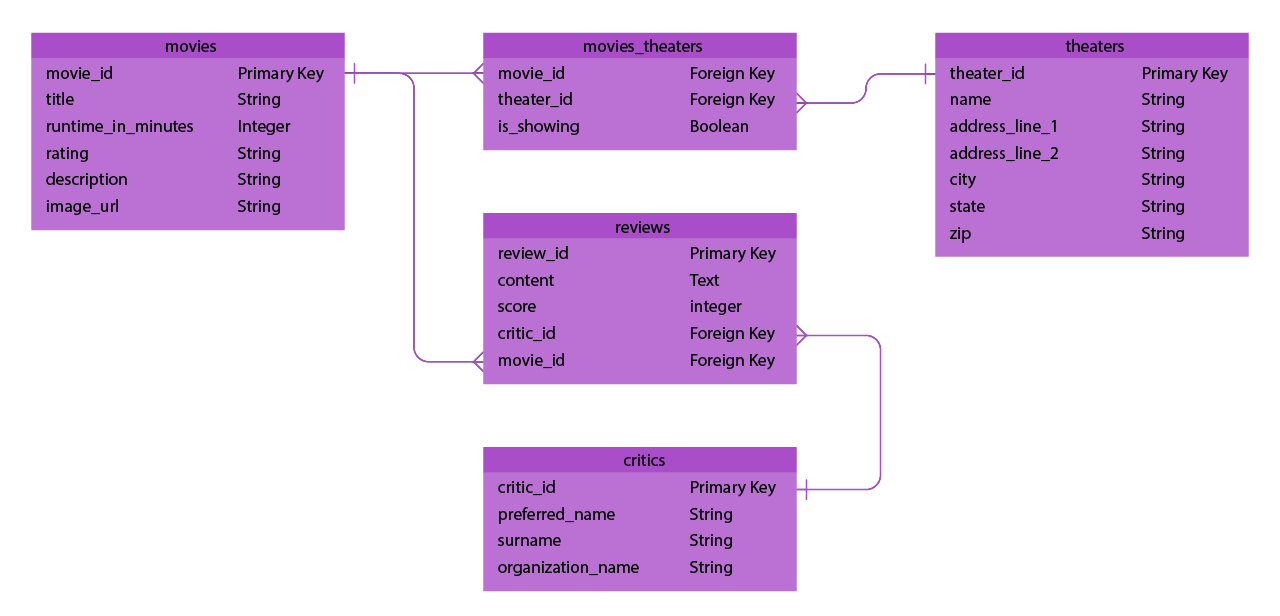 movies
movie_id Primary Key
title String
runtime_in_minutes Integer
rating String
description String
image_url String
movies_theaters
movie_id Foreign Key
theater_id Foreign Key
is_showing Boolean
theaters
theater_id Primary Key
name String
address_line_1 String
address_line_2 String
city String
state String
zip String
reviews
review_id Primary Key
content Text
score integer
critic_id Foreign Key
movie_id Foreign Key
critics
critic_id Primary Key
preferred_name String
surname String
organization_name String